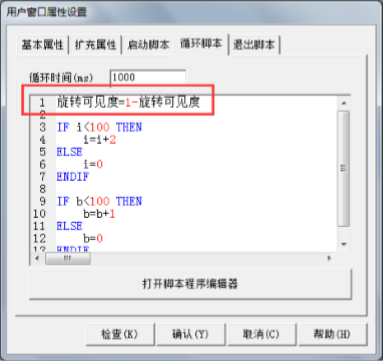 用户窗口属性设置
基本属性 扩充属性 启动脚本 循环脚本 退出脚本
循环时间(ms) 1000
1 旋转可见度=1-旋转可见度
2
3 IF i<100 THEN
4 i=i+2
5 ELSE
6 i=0
7 ENDIF
8
9 IF b<100 THEN
10 b=b+1
11 ELSE
12 b=0
13 ENDIF
打开脚本程序编辑器
检查(K) 确认(Y) 取消(C) 帮助(H)